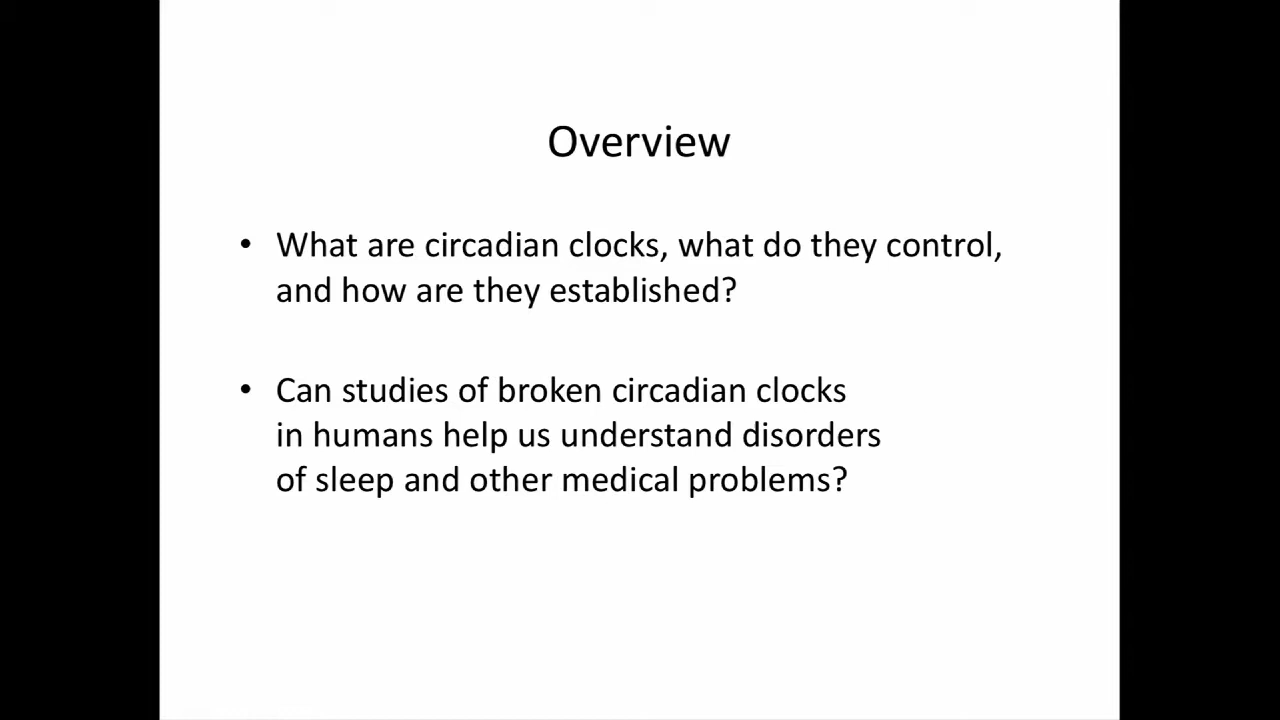 Overview
• What are circadian clocks, what do they control,
and how are they established?
• Can studies of broken circadian clocks
in humans help us understand disorders
of sleep and other medical problems?